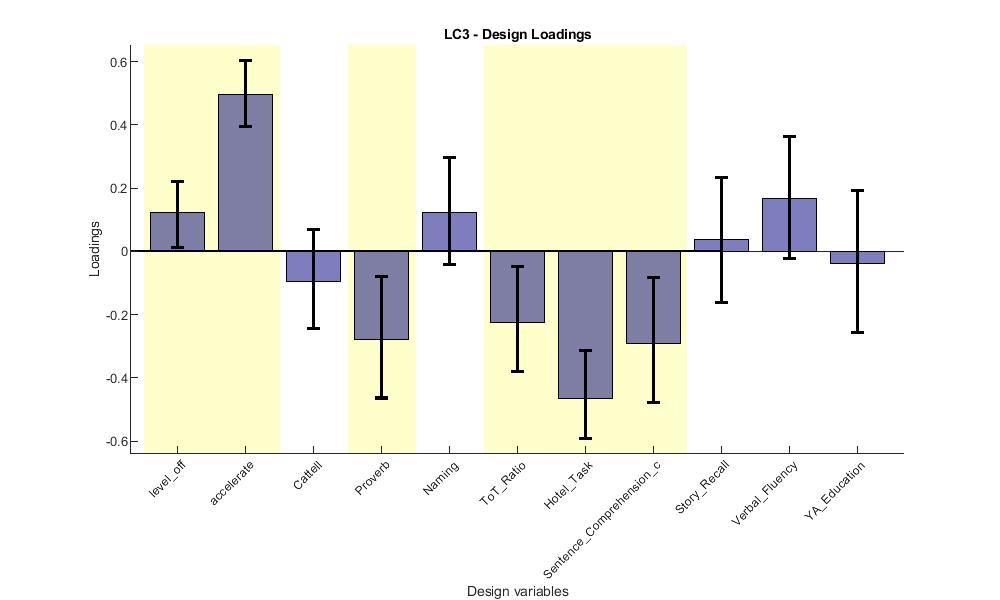 LC3 - Design Loadings
0.6
0.4
0.2
0
-0.2
-0.4
-0.6
Loadings
level_off
accelerate
Cattell
Proverb
Naming
ToT_Ratio
Hotel_Task
Sentence_Comprehension_c
Story_Recall
Verbal_Fluency
YA_Education
Design variables